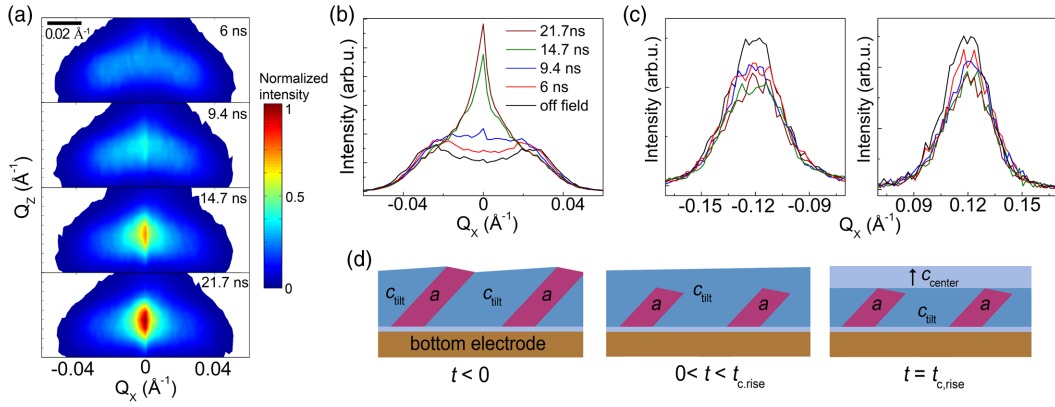 (a)
0.02 Å⁻¹
6 ns
9.4 ns
14.7 ns
21.7 ns
Q_Z (Å⁻¹)
-0.04 0 0.04
Q_X (Å⁻¹)
Normalized
intensity
1
0.5
0
(b)
Intensity (arb.u.)
21.7ns
14.7 ns
9.4 ns
6 ns
off field
-0.04 0 0.04
Q_X (Å⁻¹)
(c)
Intensity (arb.u.)
-0.15 -0.12 -0.09
Q_X (Å⁻¹)
Intensity (arb.u.)
0.09 0.12 0.15
Q_X (Å⁻¹)
(d)
c_tilt a c_tilt a
bottom electrode
t < 0
a c_tilt a
0< t < t_c.rise
c_center
a c_tilt a
t = t_c,rise